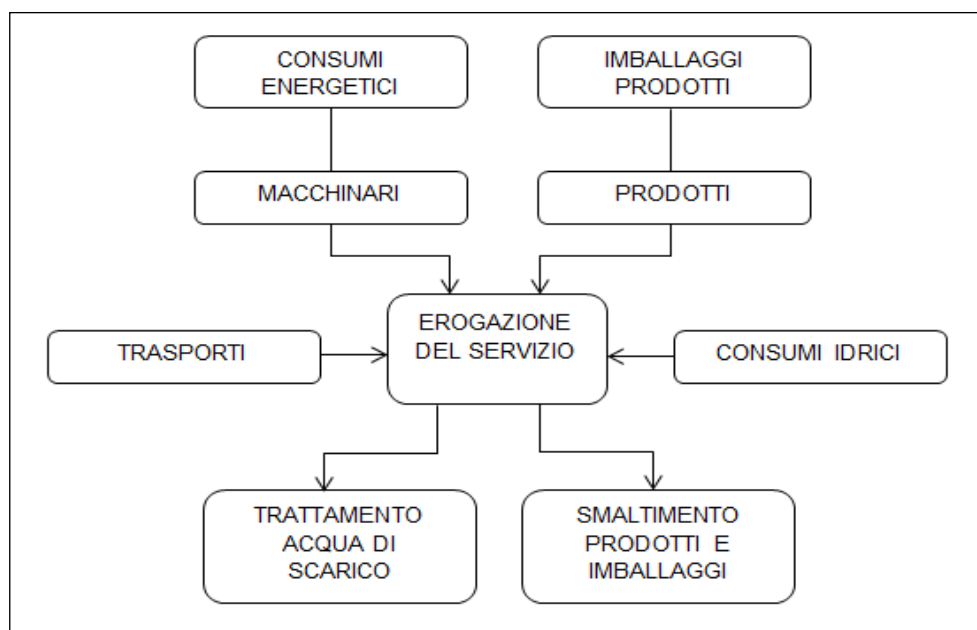 CONSUMI
ENERGETICI
IMBALLAGGI
PRODOTTI
MACCHINARI
PRODOTTI
EROGAZIONE
DEL SERVIZIO
TRASPORTI
CONSUMI IDRICI
TRATTAMENTO
ACQUA DI
SCARICO
SMALTIMENTO
PRODOTTI E
IMBALLAGGI